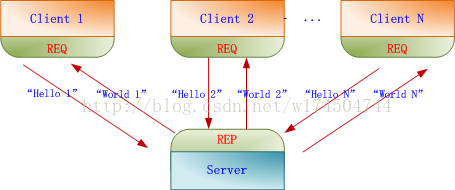 Client 1
Client 2
- ...
Client N
REQ
REQ
REQ
“Hello 1”
“World 1”
“Hello 2”
“World 2”
“Hello N”
“World N”
http://blog.csdn.net/w174504744
REP
Server